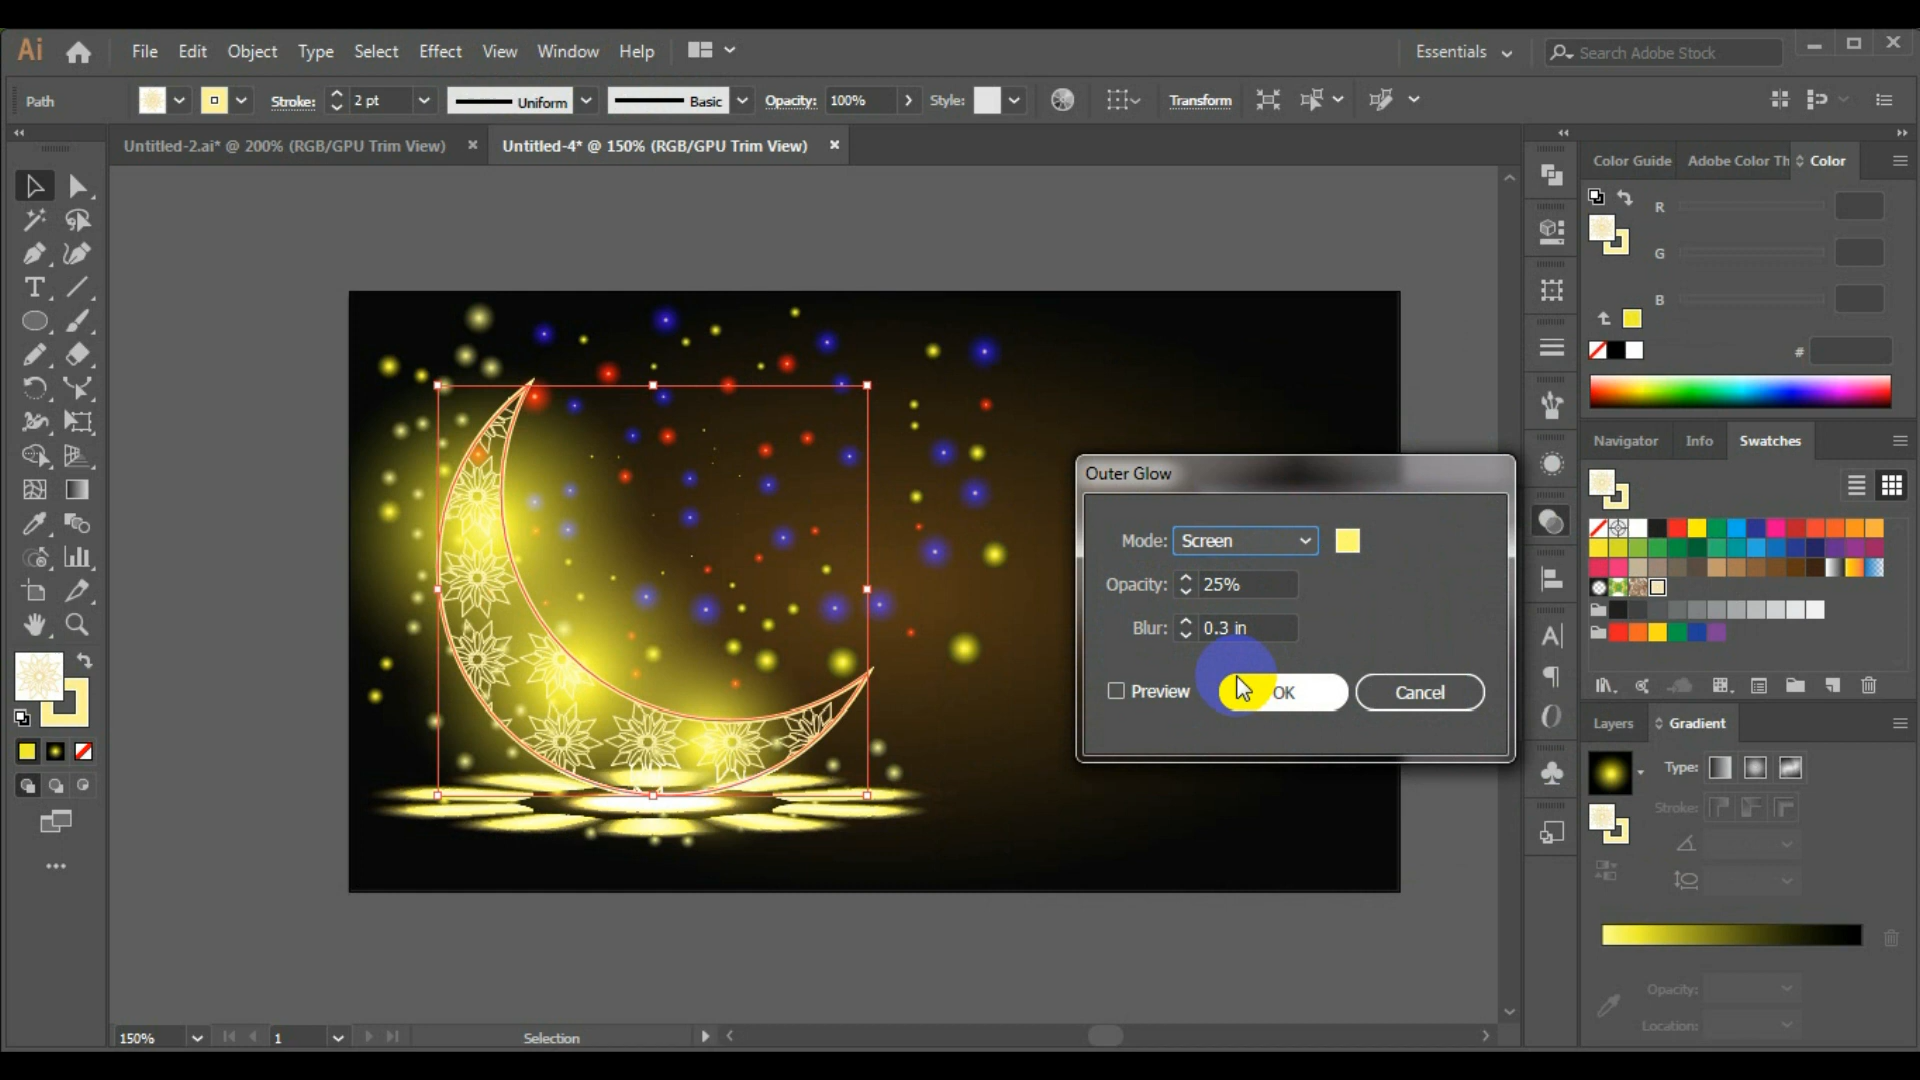 Ai File Edit Object Type Select Effect View Window Help Essentials Search Adobe Stock
Path Stroke: 2 pt Uniform Basic Opacity: 100% Style: Transform
Untitled-2.ai* @ 200% (RGB/GPU Trim View) Untitled-4* @ 150% (RGB/GPU Trim View)
Color Guide Adobe Color Th Color
R
G
B
#
Navigator Info Swatches
Outer Glow
Mode: Screen
Opacity: 25%
Blur: 0.3 in
Preview OK Cancel
Layers Gradient
Type:
Stroke:
Opacity:
Location:
150% 1 Selection